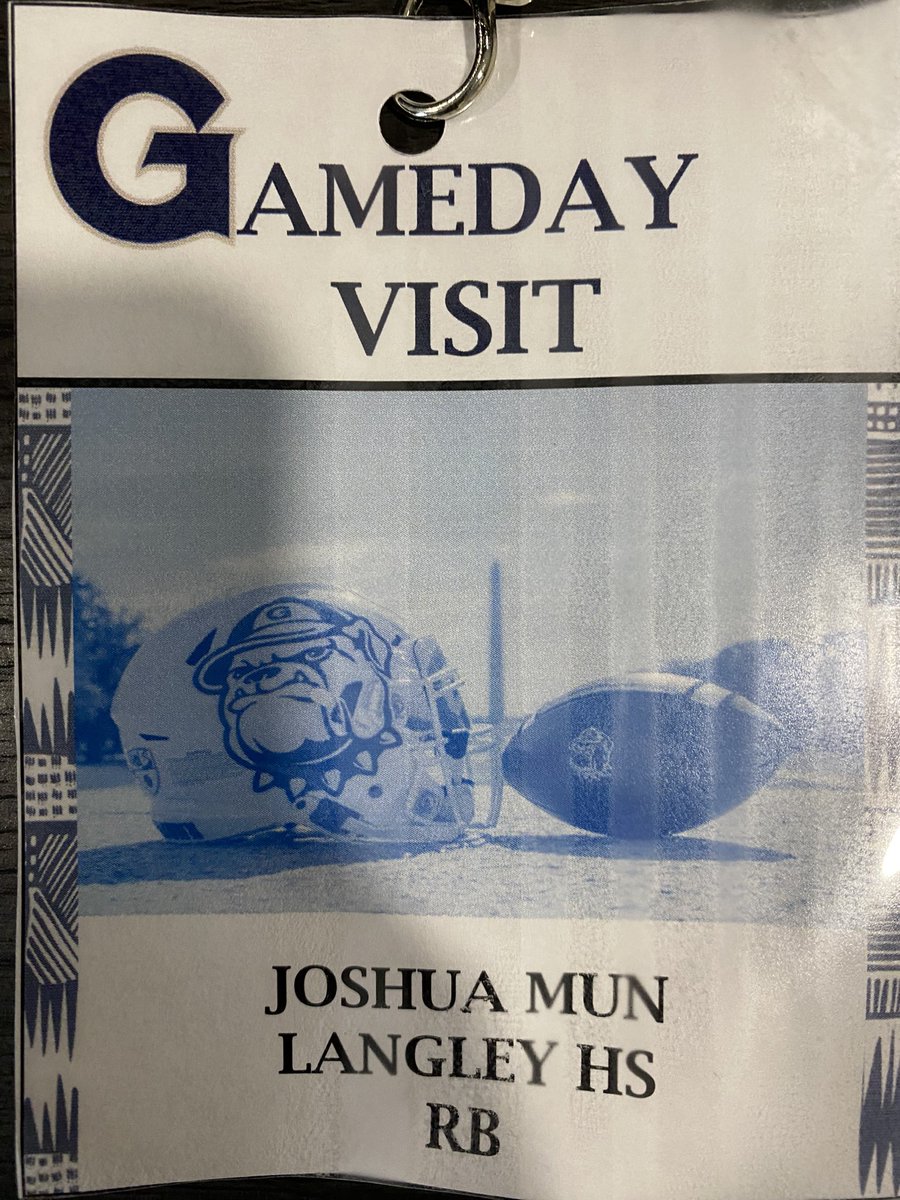 GAMEDAY
VISIT
G
JOSHUA MUN
LANGLEY HS
RB